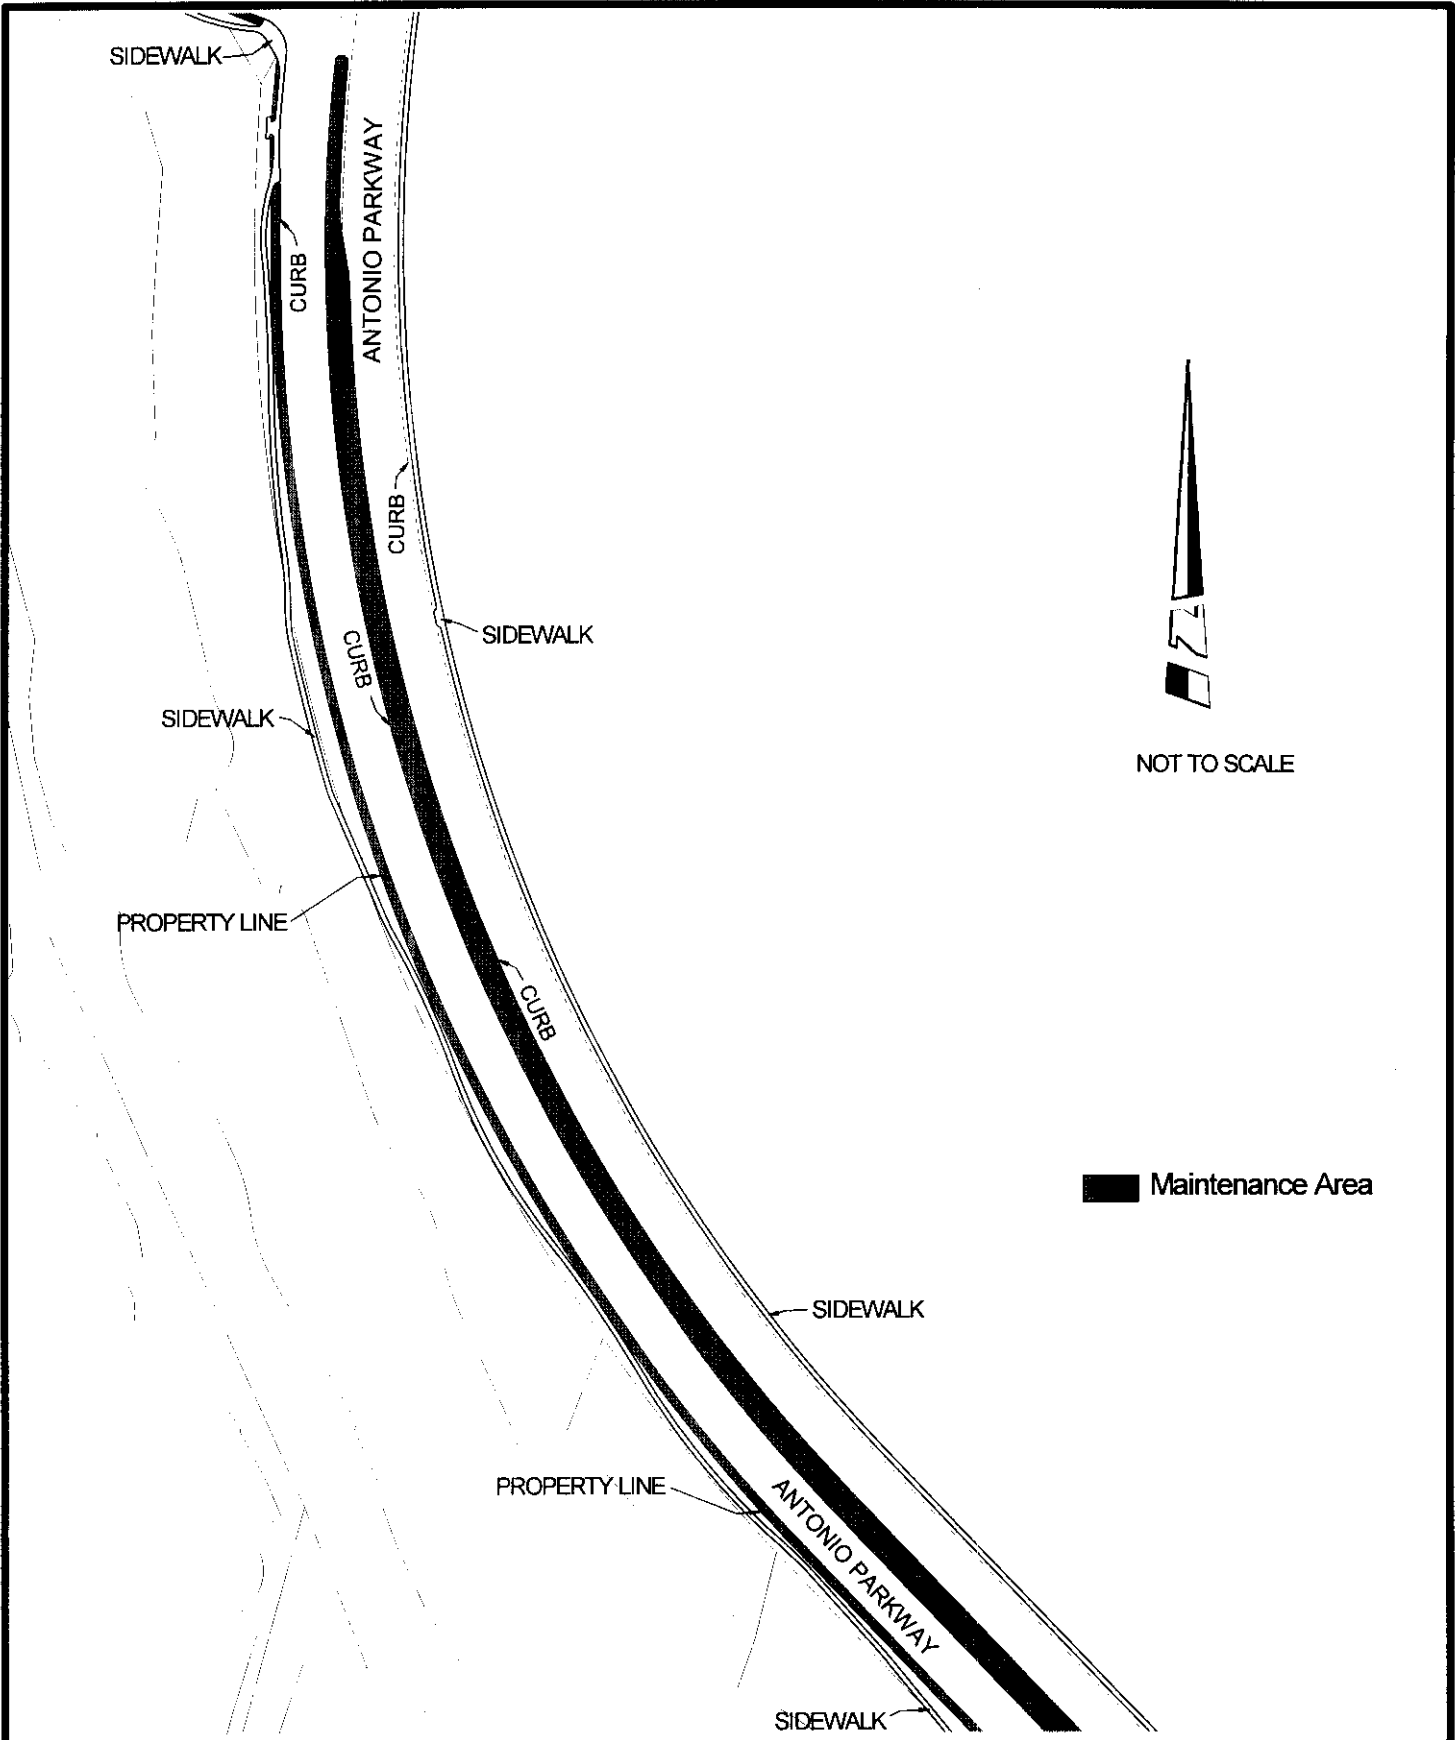 SIDEWALK
ANTONIO PARKWAY
CURB
CURB
SIDEWALK
CURB
SIDEWALK
NOT TO SCALE
PROPERTY LINE
CURB
Maintenance Area
SIDEWALK
PROPERTY LINE
ANTONIO PARKWAY
SIDEWALK